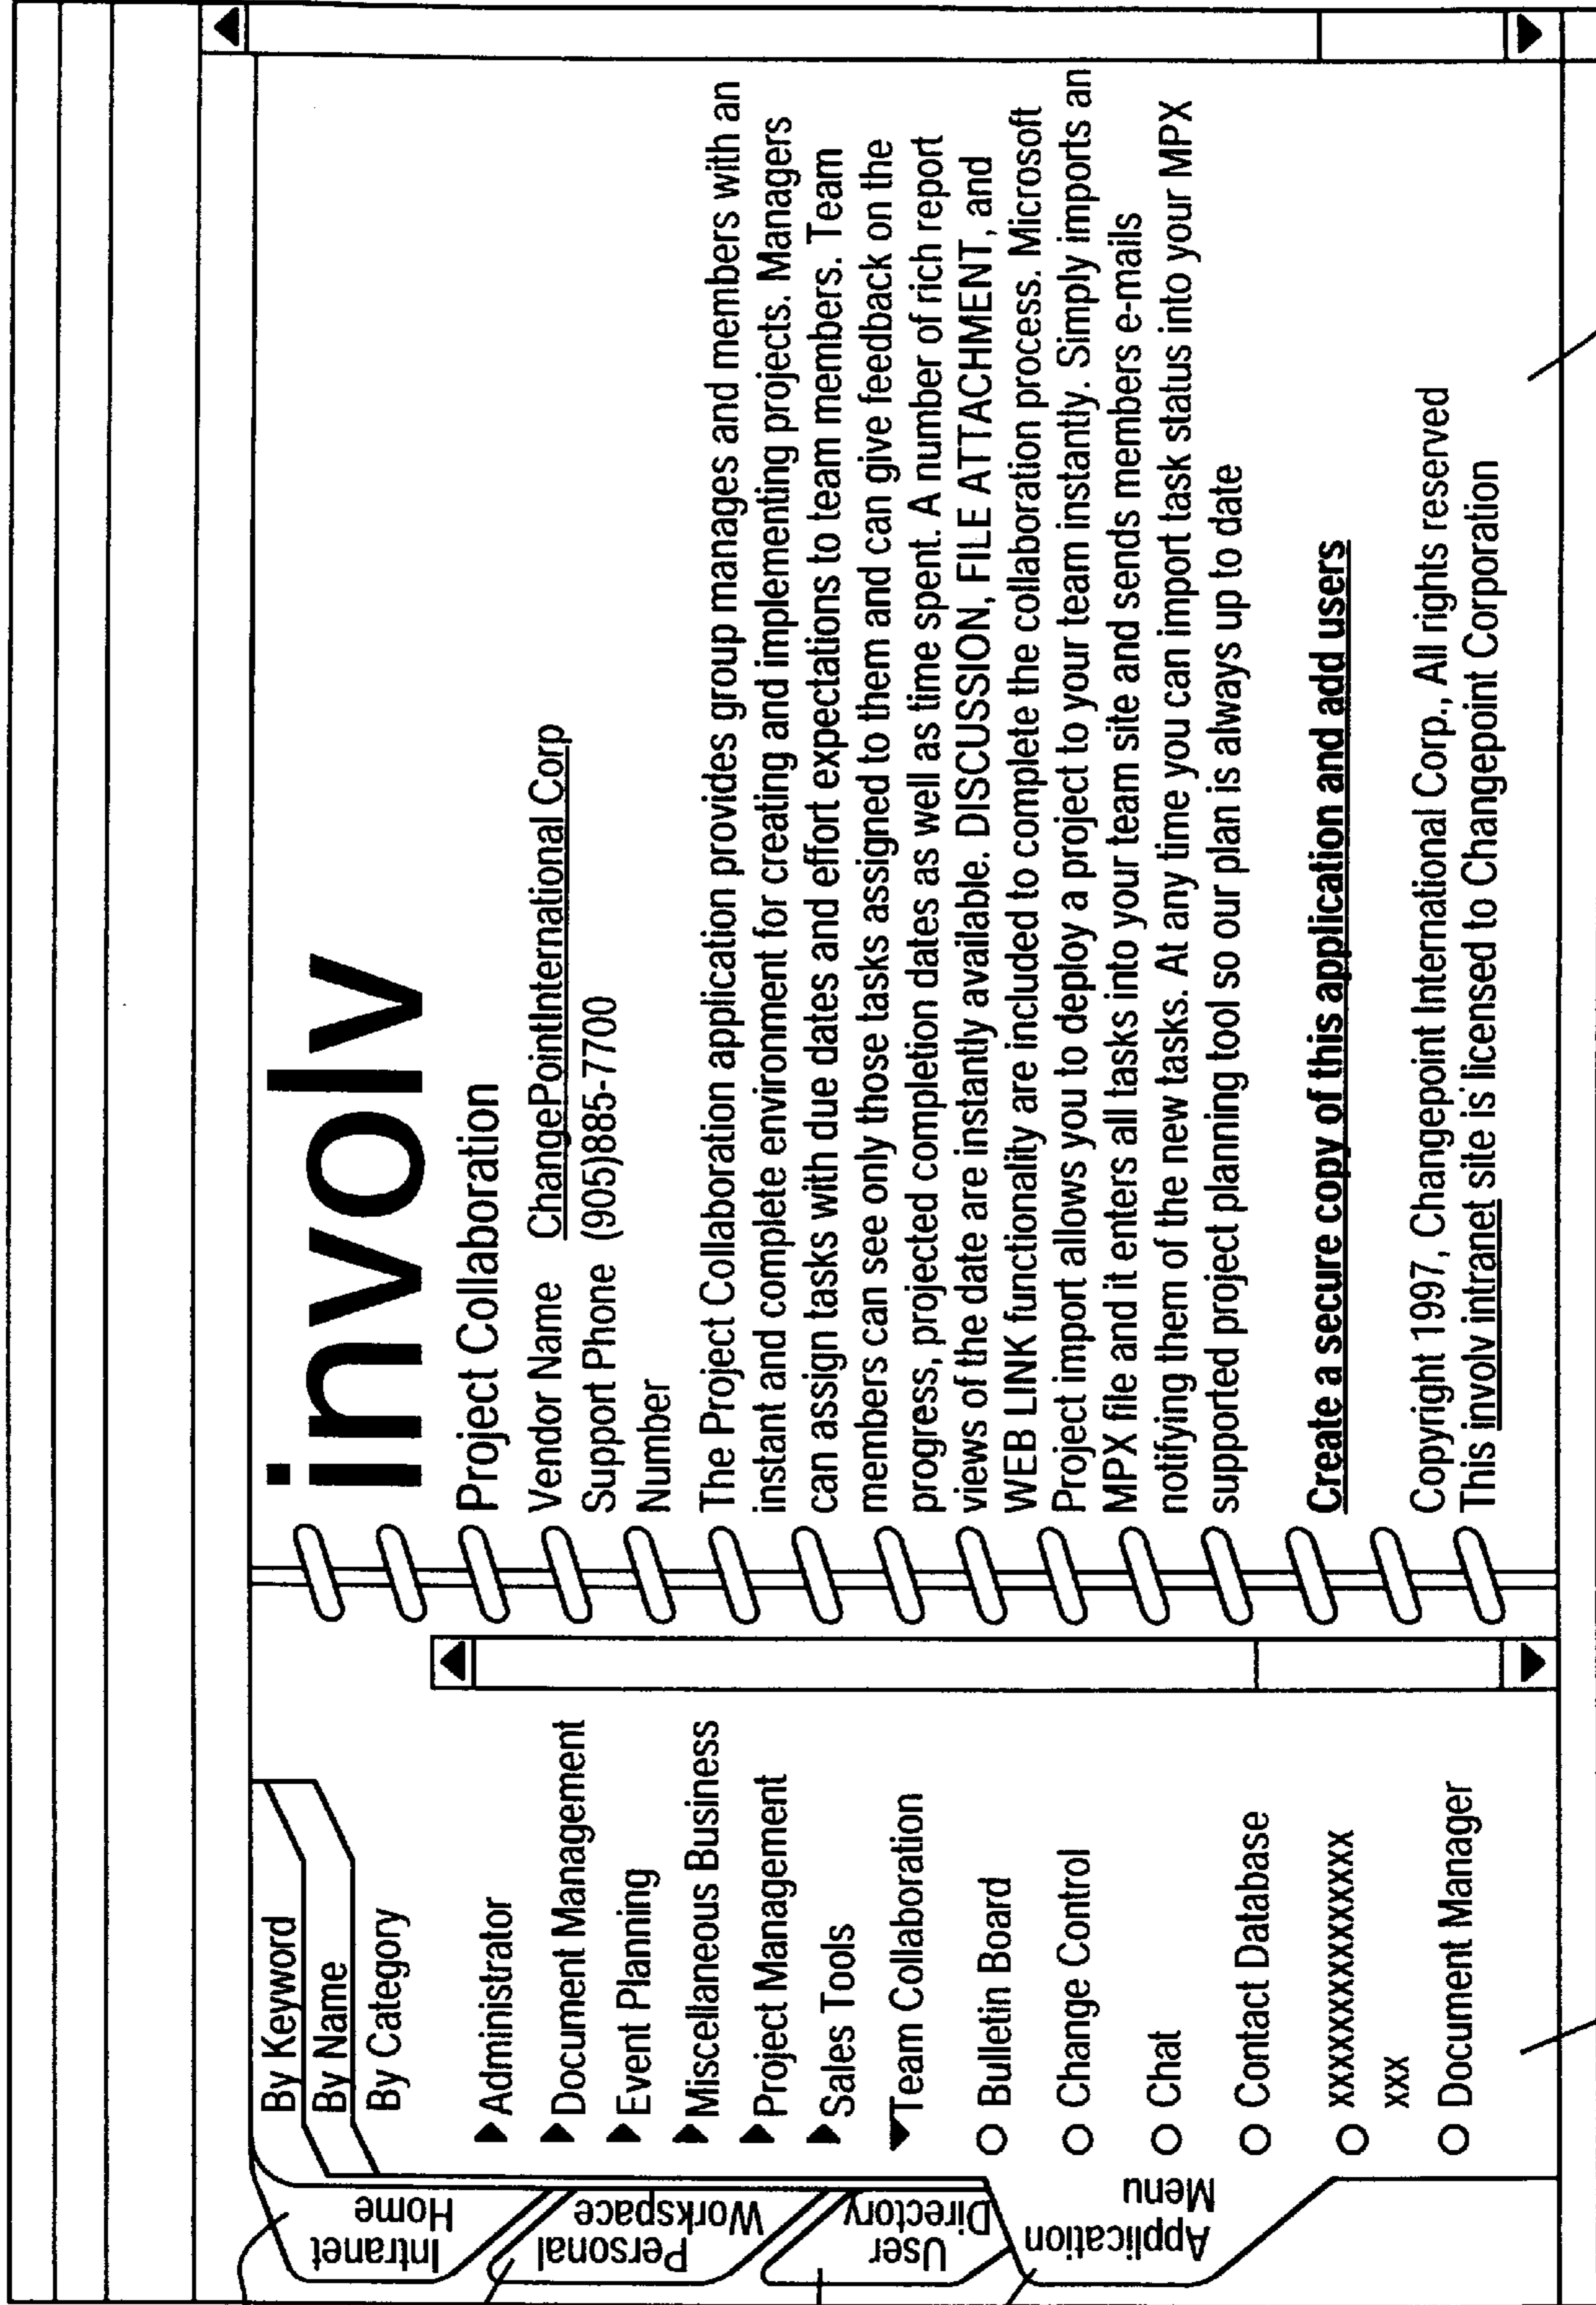 Intranet
Home
Personal
Workspace
User
Directory
Application
Menu
By Keyword
By Name
By Category
Administrator
Document Management
Event Planning
Miscellaneous Business
Project Management
Sales Tools
Team Collaboration
Bulletin Board
Change Control
Chat
Contact Database
xxxxxxxxxxxxxxx
xxx
Document Manager
involv
Project Collaboration
Vendor Name ChangePointInternational Corp
Support Phone (905)885-7700
Number
The Project Collaboration application provides group manages and members with an
instant and complete environment for creating and implementing projects. Managers
can assign tasks with due dates and effort expectations to team members. Team
members can see only those tasks assigned to them and can give feedback on the
progress, projected completion dates as well as time spent. A number of rich report
views of the date are instantly available. DISCUSSION, FILE ATTACHMENT, and
WEB LINK functionality are included to complete the collaboration process. Microsoft
Project import allows you to deploy a project to your team instantly. Simply imports an
MPX file and it enters all tasks into your team site and sends members e-mails
notifying them of the new tasks. At any time you can import task status into your MPX
supported project planning tool so our plan is always up to date
Create a secure copy of this application and add users
Copyright 1997, Changepoint International Corp., All rights reserved
This involv intranet site is licensed to Changepoint Corporation